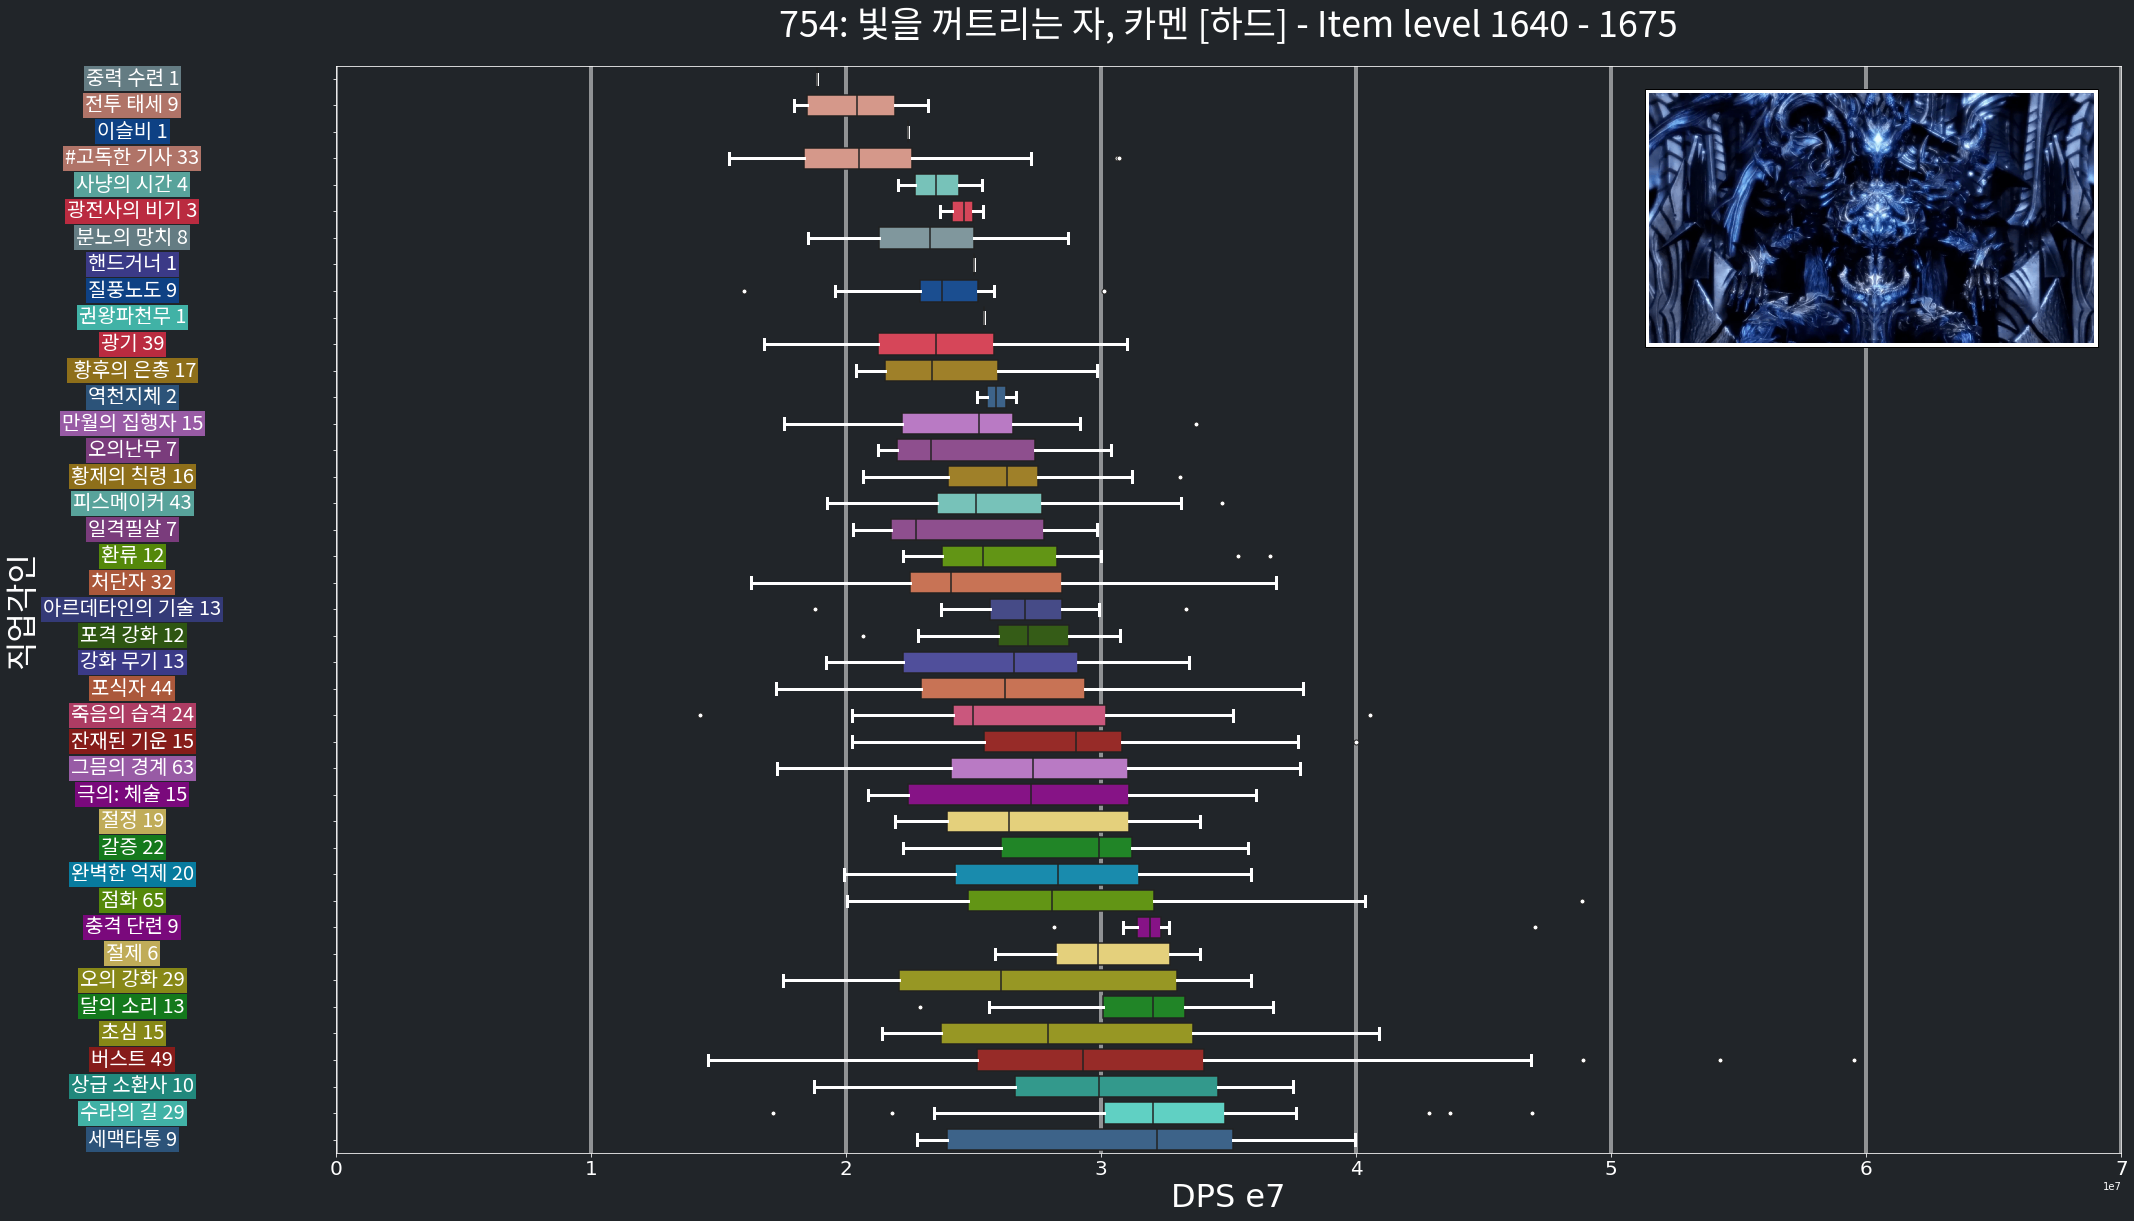 754: 빛을 꺼트리는 자, 카멘 [하드] - Item level 1640 - 1675
직업각인
중력 수련 1
전투 태세 9
이슬비 1
#고독한 기사 33
사냥의 시간 4
광전사의 비기 3
분노의 망치 8
핸드거너 1
질풍노도 9
권왕파천무 1
광기 39
황후의 은총 17
역천지체 2
만월의 집행자 15
오의난무 7
황제의 칙령 16
피스메이커 43
일격필살 7
환류 12
처단자 32
아르데타인의 기술 13
포격 강화 12
강화 무기 13
포식자 44
죽음의 습격 24
잔재된 기운 15
그믐의 경계 63
극의: 체술 15
절정 19
갈증 22
완벽한 억제 20
점화 65
충격 단련 9
절제 6
오의 강화 29
달의 소리 13
초심 15
버스트 49
상급 소환사 10
수라의 길 29
세맥타통 9
0 1 2 3 4 5 6 7
1e7
DPS e7